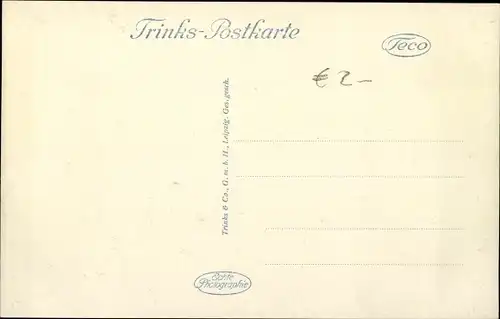 Trinks-Postkarte
Teco
€ 2-
Trinks & Co., G. m. b. H., Leipzig. Ges. gesch.
Echte
Photographie